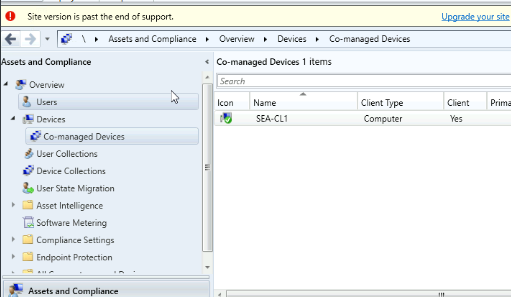 Site version is past the end of support. Upgrade your site
\ Assets and Compliance Overview Devices Co-managed Devices
Assets and Compliance
Overview
Users
Devices
Co-managed Devices
User Collections
Device Collections
User State Migration
Asset Intelligence
Software Metering
Compliance Settings
Endpoint Protection
Assets and Compliance
Co-managed Devices 1 items
Search
Icon Name Client Type Client Prima
SEA-CL1 Computer Yes